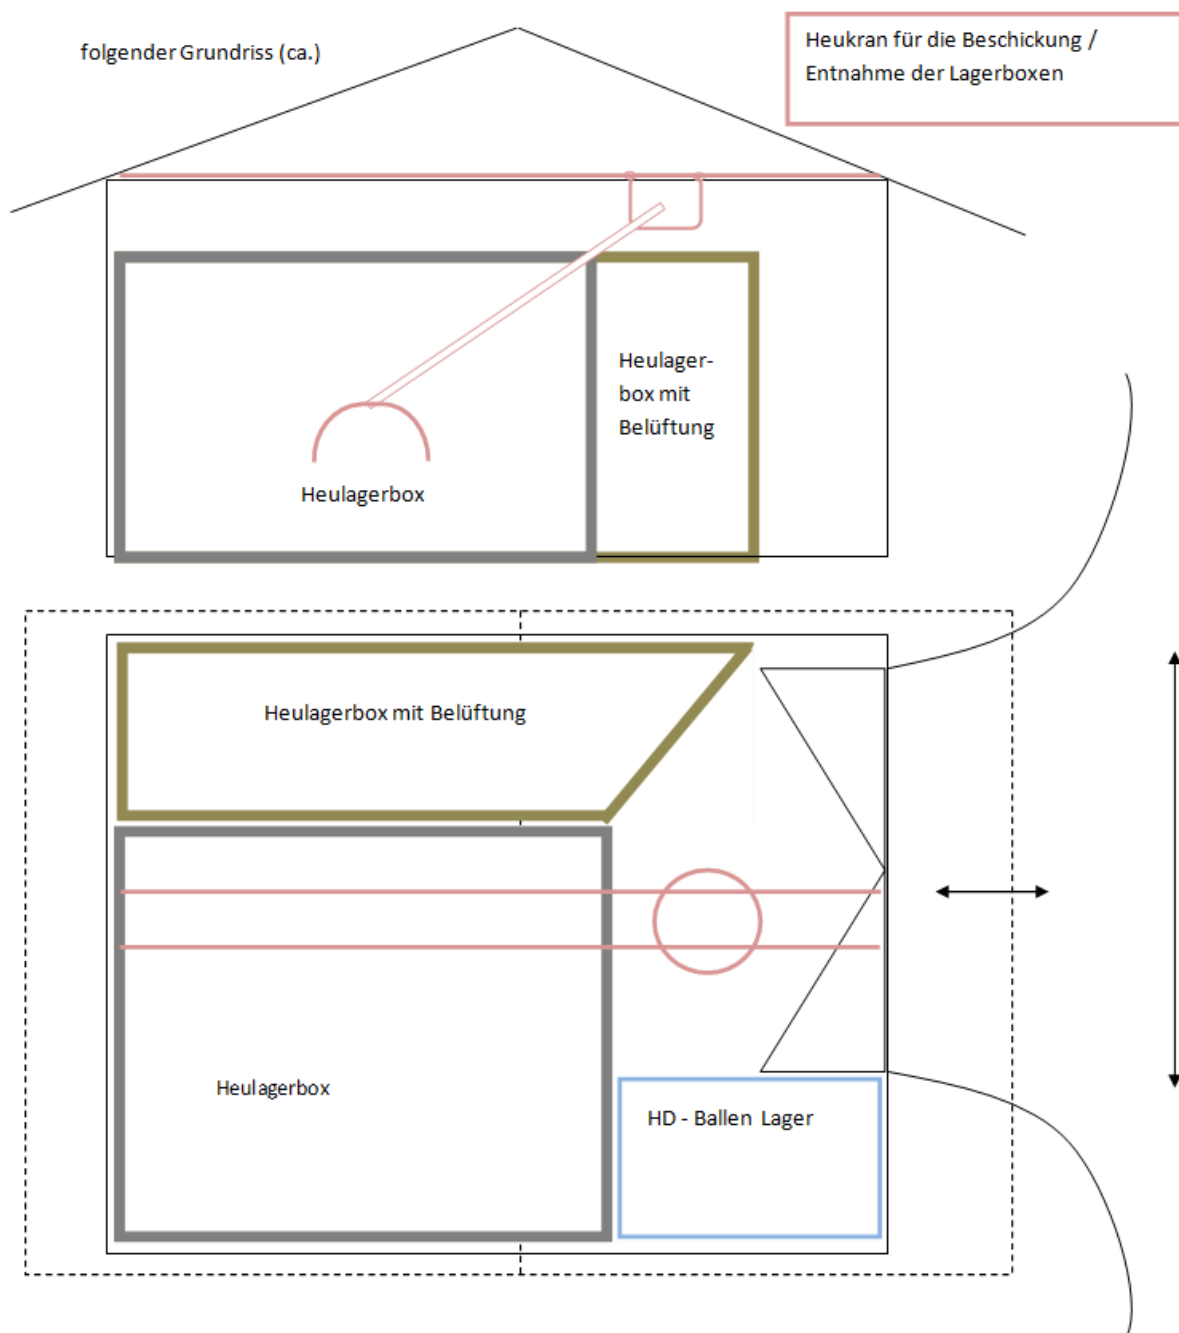 folgender Grundriss (ca.)
Heukran für die Beschickung /
Entnahme der Lagerboxen
Heulager-
box mit
Belüftung
Heulagerbox
Heulagerbox mit Belüftung
Heulagerbox
HD - Ballen Lager